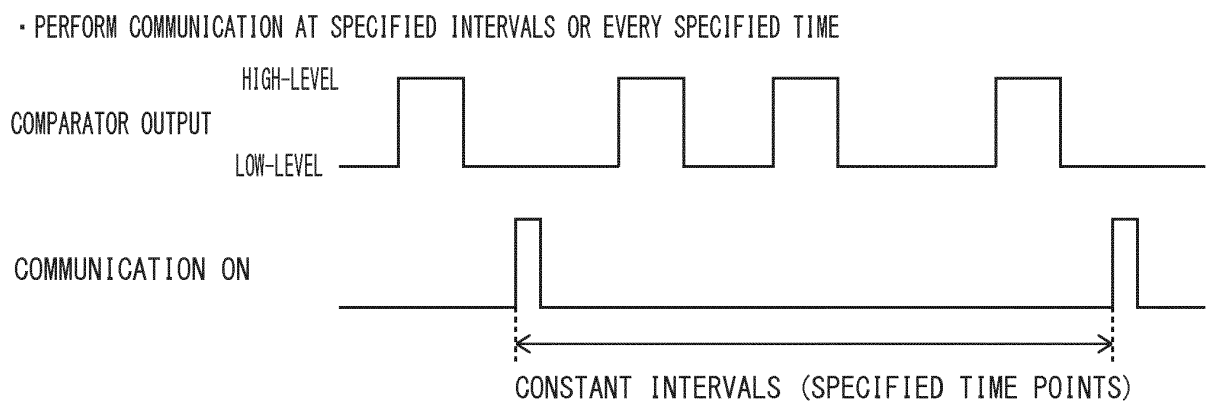 ・PERFORM COMMUNICATION AT SPECIFIED INTERVALS OR EVERY SPECIFIED TIME
HIGH-LEVEL
COMPARATOR OUTPUT
LOW-LEVEL
COMMUNICATION ON
CONSTANT INTERVALS (SPECIFIED TIME POINTS)